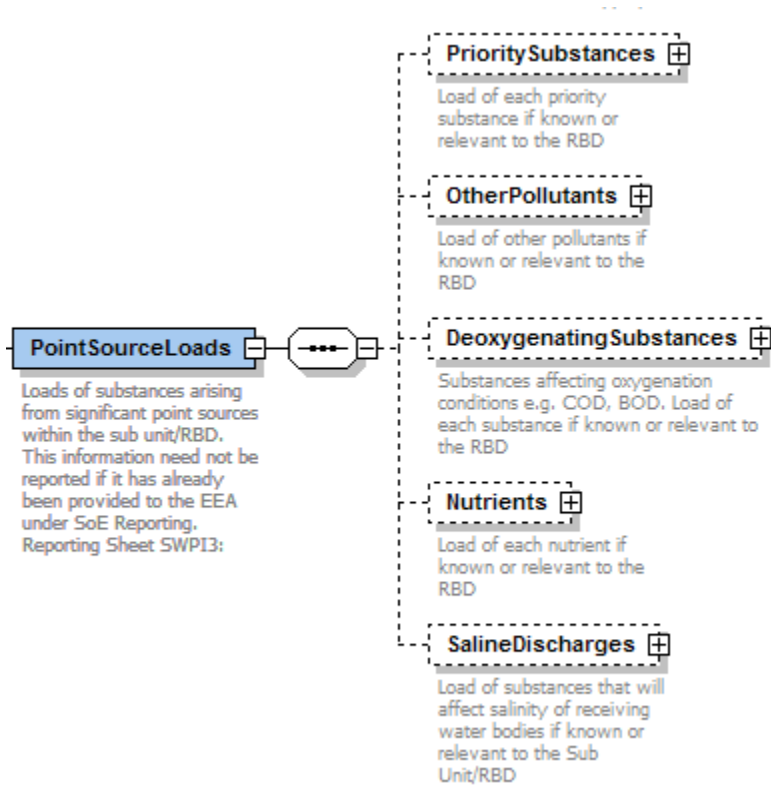 PrioritySubstances
Load of each priority
substance if known or
relevant to the RBD
OtherPollutants
Load of other pollutants if
known or relevant to the
RBD
PointSourceLoads
Loads of substances arising
from significant point sources
within the sub unit/RBD.
This information need not be
reported if it has already
been provided to the EEA
under SoE Reporting.
Reporting Sheet SWPI3:
DeoxygenatingSubstances
Substances affecting oxygenation
conditions e.g. COD, BOD. Load of
each substance if known or relevant to
the RBD
Nutrients
Load of each nutrient if
known or relevant to the
RBD
SalineDischarges
Load of substances that will
affect salinity of receiving
water bodies if known or
relevant to the Sub
Unit/RBD